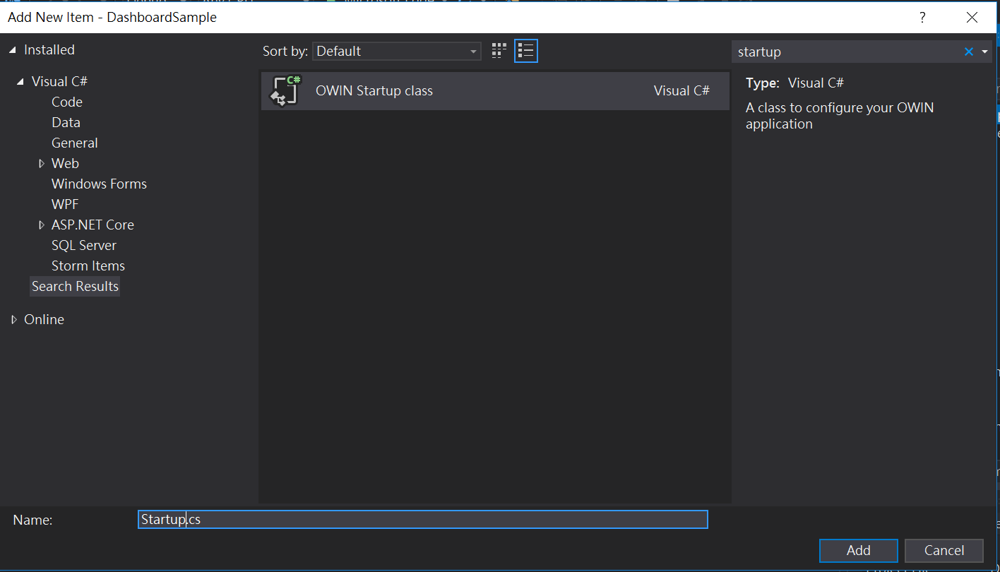 Add New Item - DashboardSample
?
Installed
Visual C#
Code
Data
General
Web
Windows Forms
WPF
ASP.NET Core
SQL Server
Storm Items
Search Results
Online
Sort by: Default
C#
OWIN Startup class Visual C#
startup
Type: Visual C#
A class to configure your OWIN
application
Name: Startup.cs
Add Cancel